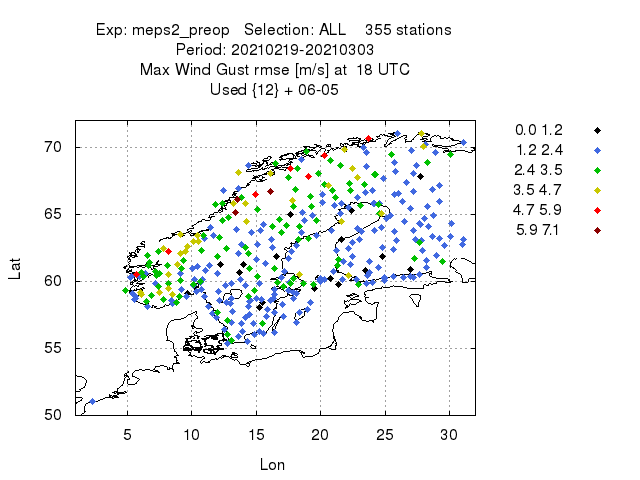 Exp: meps2_preop Selection: ALL 355 stations
Period: 20210219-20210303
Max Wind Gust rmse [m/s] at 18 UTC
Used {12} + 06-05
0.0 1.2
1.2 2.4
2.4 3.5
3.5 4.7
4.7 5.9
5.9 7.1
70
65
60
55
50
Lat
5 10 15 20 25 30
Lon